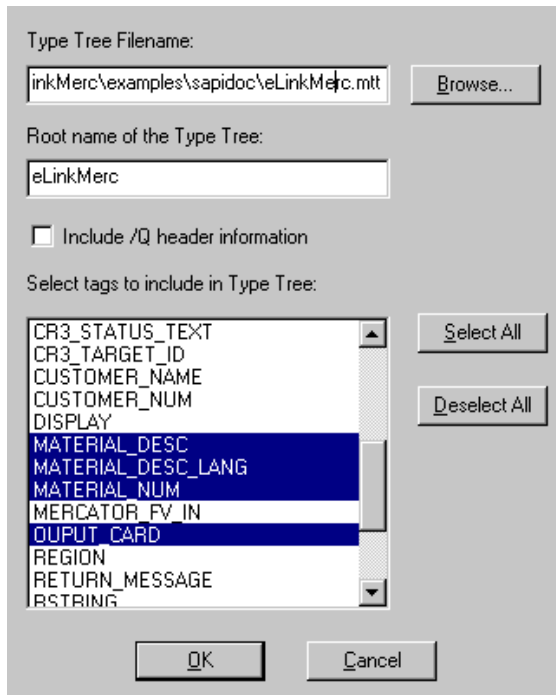 Type Tree Filename:
inkMerc\examples\sapidoc\eLinkMerc.mtt
Browse...
Root name of the Type Tree:
eLinkMerc
Include /Q header information
Select tags to include in Type Tree:
CR3_STATUS_TEXT
CR3_TARGET_ID
CUSTOMER_NAME
CUSTOMER_NUM
DISPLAY
MATERIAL_DESC
MATERIAL_DESC_LANG
MATERIAL_NUM
MERCATOR_FV_IN
OUPUT_CARD
REGION
RETURN_MESSAGE
RSTRING
Select All
Deselect All
OK
Cancel